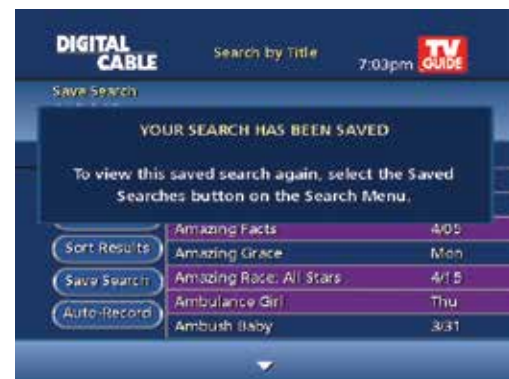 DIGITAL CABLE
Search by Title
7:03pm
TV GUIDE
Save Search
YOUR SEARCH HAS BEEN SAVED
To view this saved search again, select the Saved
Searches button on the Search Menu.
Amazing Facts 4/05
Sort Results
Amazing Grace Mon
Save Search
Amazing Race: All Stars 4/15
Auto-Record
Ambulance Girl Thu
Ambush Baby 3/31